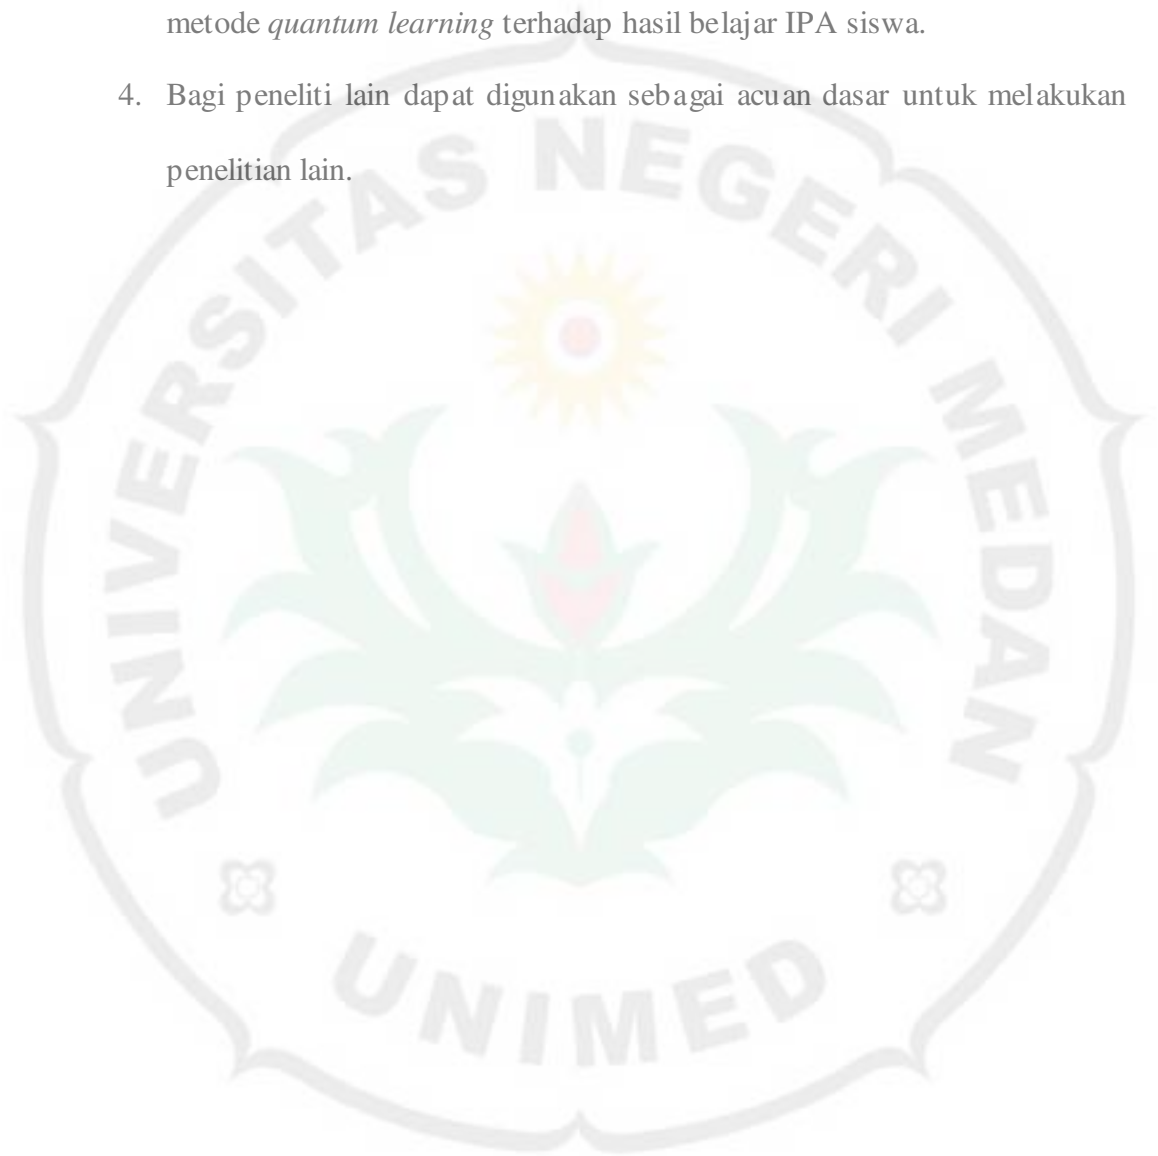 metode quantum learning terhadap hasil belajar IPA siswa.
4. Bagi peneliti lain dapat digunakan sebagai acuan dasar untuk melakukan
penelitian lain.
UNIVERSITAS NEGERI MEDAN
UNIMED